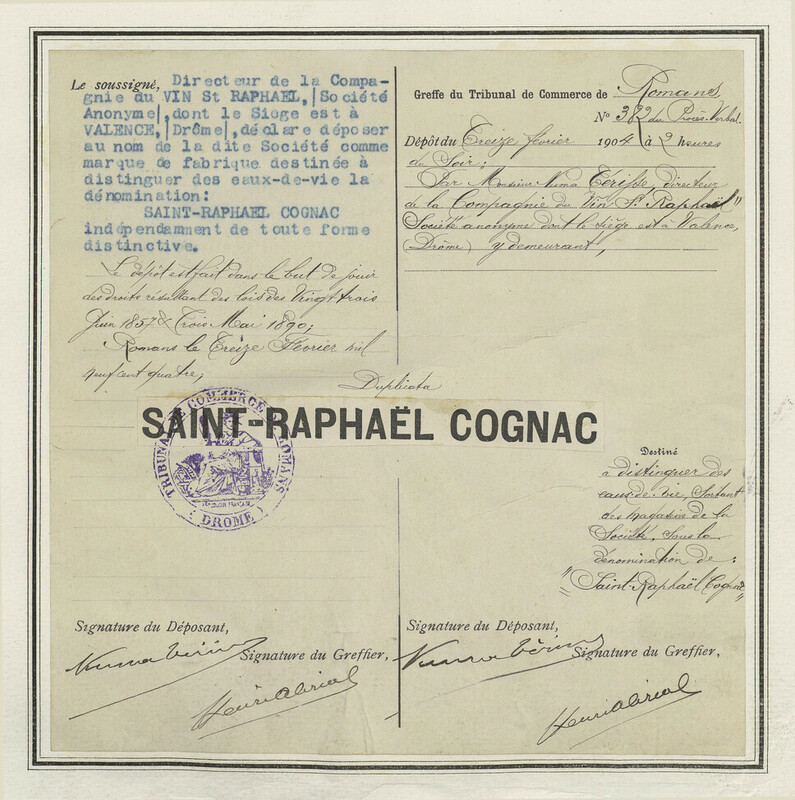 Le soussigné, Directeur de la Compa-
gnie du VIN St RAPHAEL,|Société
Anonyme|,dont le Siege est à
VALENCE,|Drôme|,déclare déposer
au nom de la dite Société comme
marque de fabrique destinée à
distinguer des eaux-de-vie la
dénomination:
SAINT-RAPHAEL COGNAC
indépendamment de toute forme
distinctive.
Le dépôt est fait dans le but de jouir
des droits résultant des lois des Vingt trois
Juin 1857 & Trois Mai 1890;
Romans le Treize Février mil
neuf cent quatre;
Greffe du Tribunal de Commerce de Romans,
N° 322 du Procès-Verbal.
Dépôt du Treize février 1904 à 2 heures
du Soir;
Par Monsieur Numa, directeur
de la Compagnie du Vin St Raphaël"
Société anonyme dont le siège est à Valence,
(Drôme) y demeurant,
Duplicata
SAINT-RAPHAËL COGNAC
TRIBUNAL DE COMMERCE DE ROMANS
(DROME)
Destiné
à distinguer des
eaux-de-vie, Sortant
des magasins de la
Société, sous la
dénomination de:
"Saint-Raphaël Cognac"
Signature du Déposant,
Numa
Signature du Greffier,
Henri
Signature du Déposant,
Numa
Signature du Greffier,
Henri